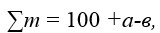 ∑m = 100 +а-в,